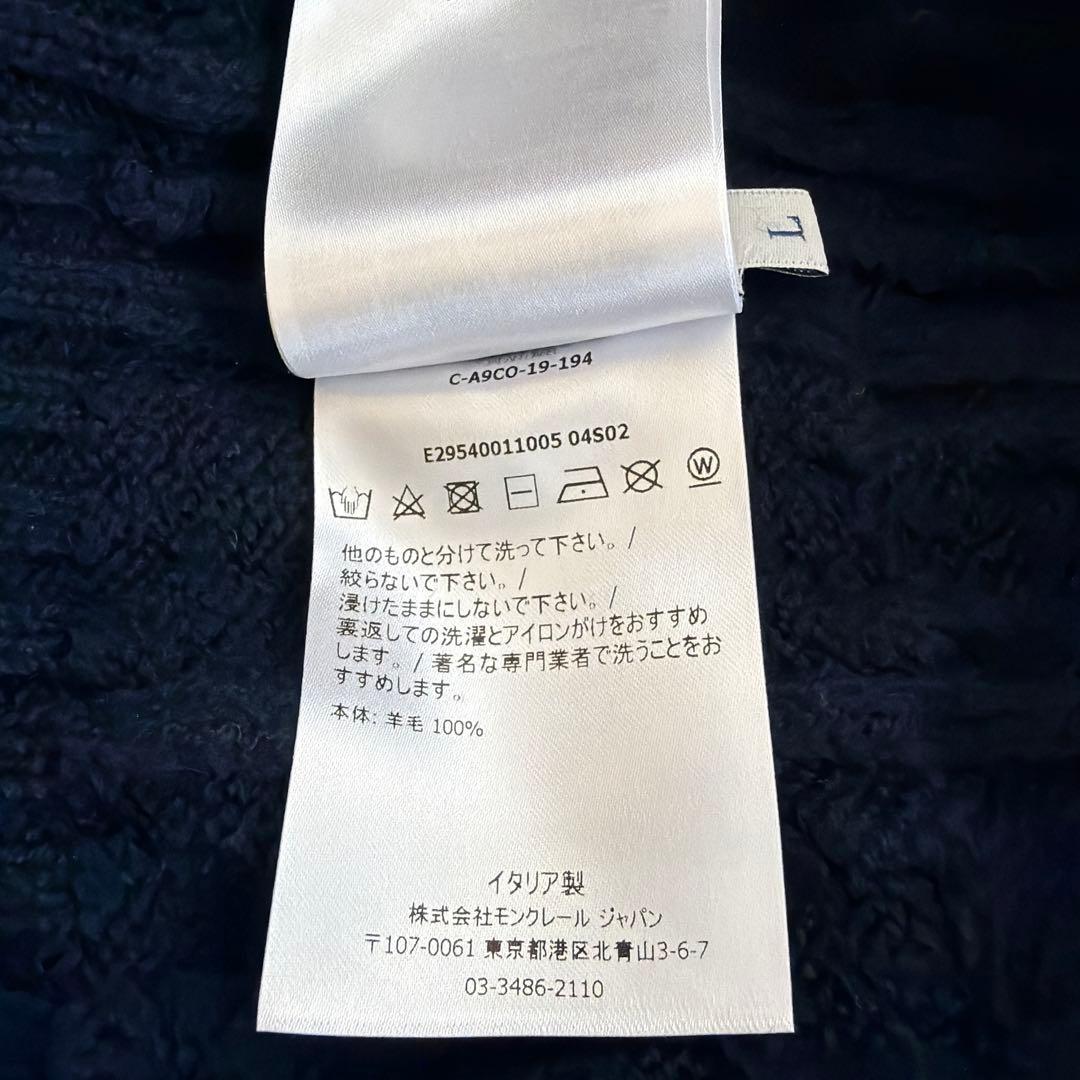 L
C-A9CO-19-194
E29540011005 04S02
W
他のものと分けて洗って下さい。/
絞らないで下さい。/
浸けたままにしないで下さい。/
裏返しての洗濯とアイロンがけをおすすめ
します。/ 著名な専門業者で洗うことをお
すすめします。
本体: 羊毛 100%
イタリア製
株式会社モンクレール ジャパン
〒107-0061 東京都港区北青山3-6-7
03-3486-2110